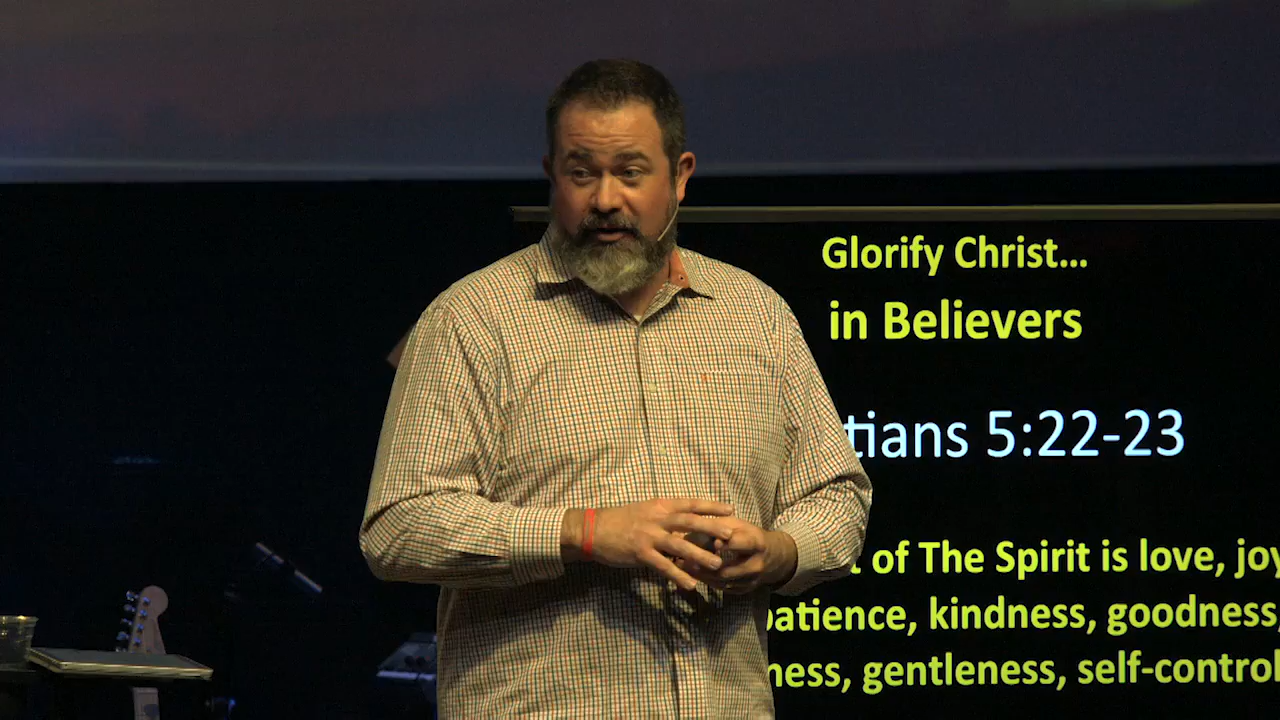 Glorify Christ...
in Believers
tians 5:22-23
of The Spirit is love, joy
patience, kindness, goodness,
ness, gentleness, self-control